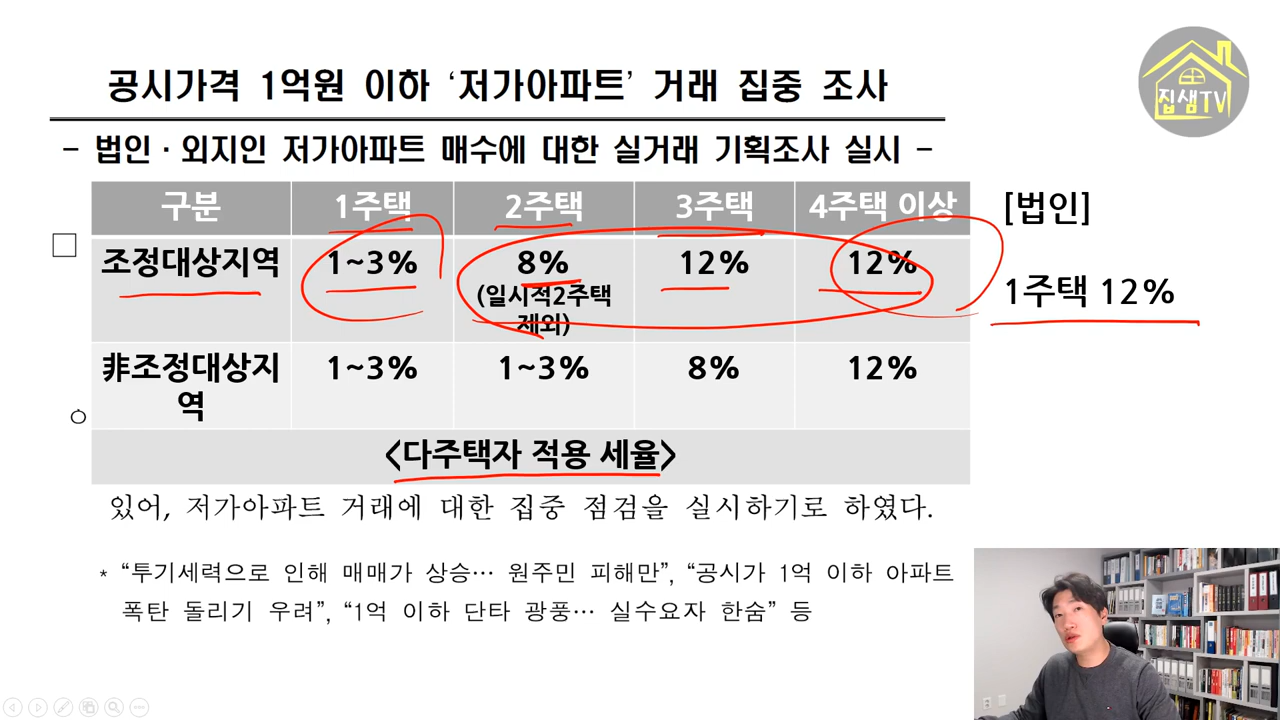 공시가격 1억원 이하 ‘저가아파트’ 거래 집중 조사
집샘TV
- 법인·외지인 저가아파트 매수에 대한 실거래 기획조사 실시 -
구분 1주택 2주택 3주택 4주택 이상
[법인]
조정대상지역 1~3% 8% 12% 12%
(일시적2주택
제외)
1주택 12%
非조정대상지
역
1~3% 1~3% 8% 12%
<다주택자 적용 세율>
있어, 저가아파트 거래에 대한 집중 점검을 실시하기로 하였다.
* “투기세력으로 인해 매매가 상승… 원주민 피해만”, “공시가 1억 이하 아파트
폭탄 돌리기 우려”, “1억 이하 단타 광풍… 실수요자 한숨” 등